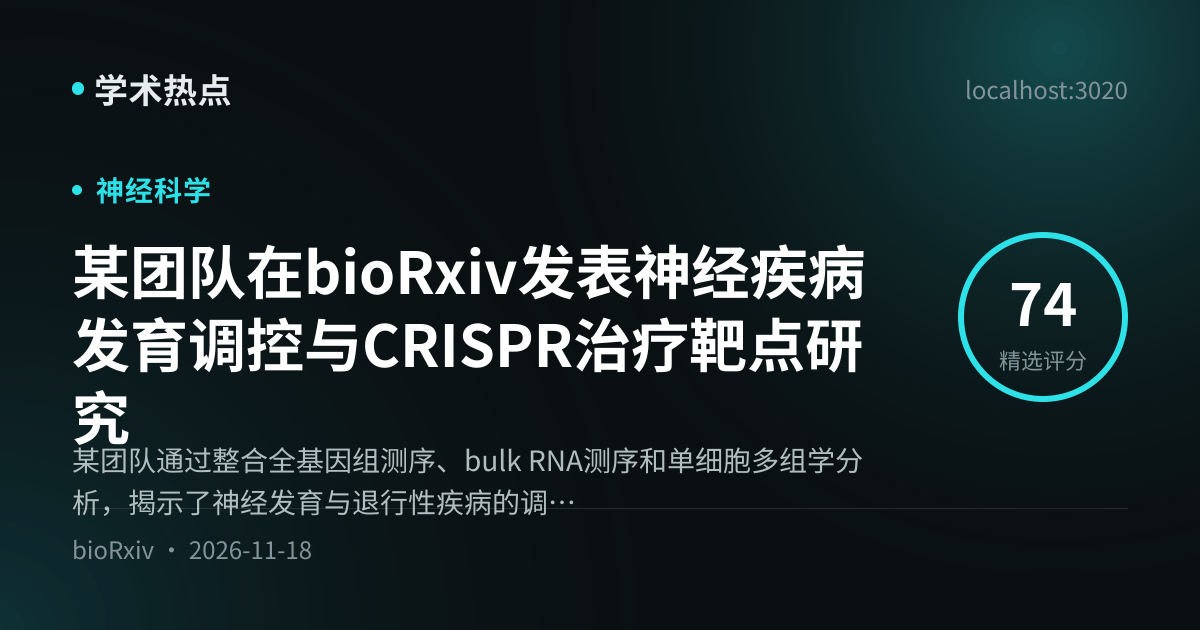 学术热点
localhost:3020
神经科学
某团队在bioRxiv发表神经疾病
发育调控与CRISPR治疗靶点研
究
74
精选评分
某团队通过整合全基因组测序、bulk RNA测序和单细胞多组学分
析，揭示了神经发育与退行性疾病的调…
bioRxiv · 2026-11-18